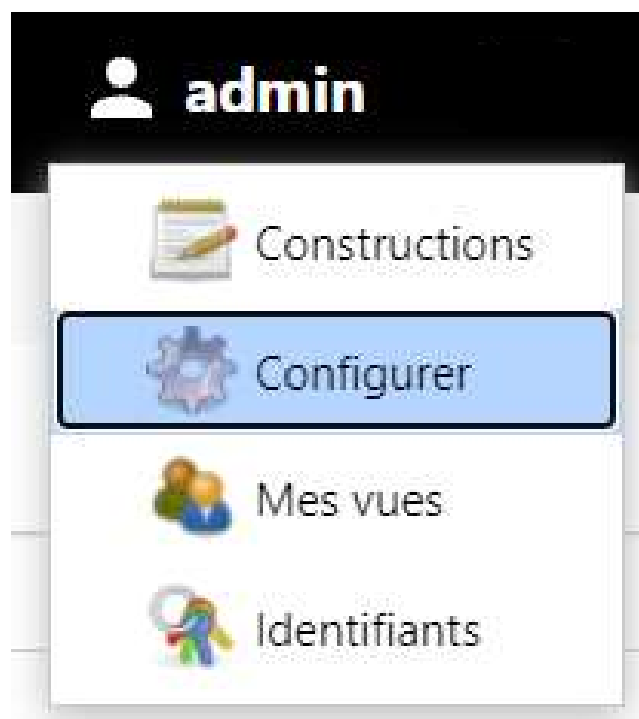 admin
Constructions
Configurer
Mes vues
Identifiants